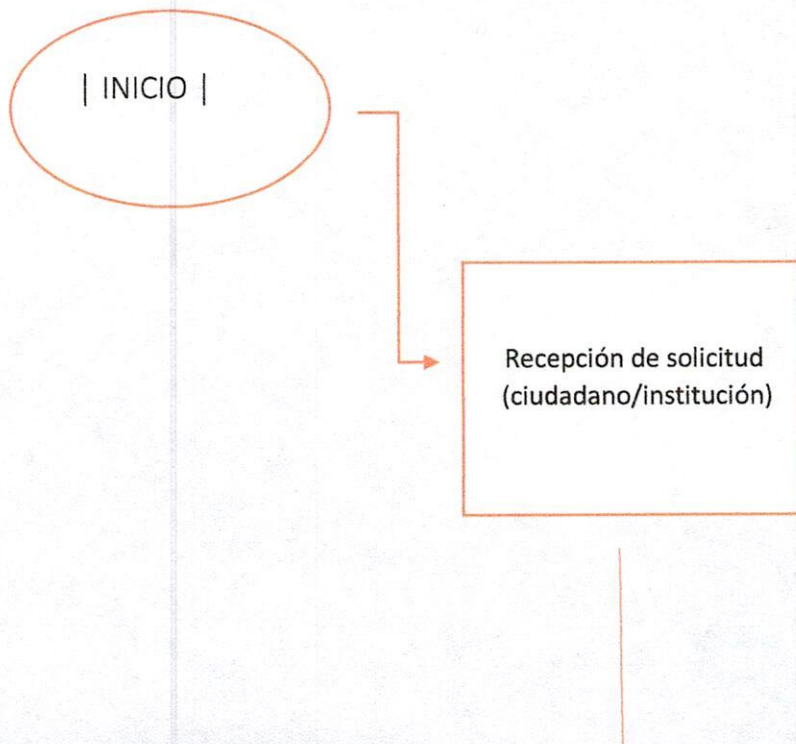 | INICIO |
Recepción de solicitud
(ciudadano/institución)